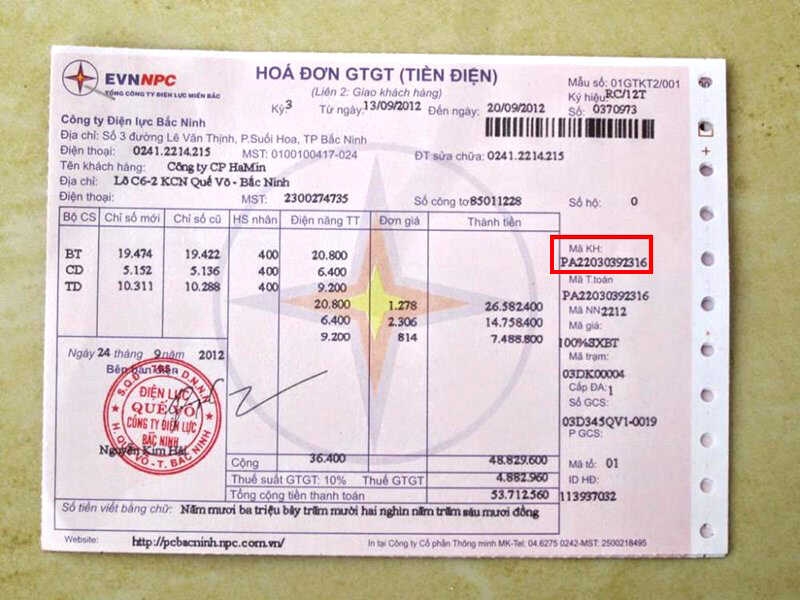 EVNNPC
TỔNG CÔNG TY ĐIỆN LỰC MIỀN BẮC
HOÁ ĐƠN GTGT (TIỀN ĐIỆN)
(Liên 2: Giao khách hàng)
Kỳ 3 Từ ngày: 13/09/2012 Đến ngày: 20/09/2012
Mẫu số: 01GTKT2/001
Ký hiệu: RC/12T
Số: 0370973
Công ty Điện lực Bắc Ninh
Địa chỉ: Số 3 đường Lê Văn Thịnh, P.Suối Hoa, TP Bắc Ninh
Điện thoại: 0241.2214.215 MST: 0100100417-024 ĐT sửa chữa: 0241.2214.215
Tên khách hàng: Công ty CP HaMin
Địa chỉ: Lô C6-2 KCN Quế Võ - Bắc Ninh
Điện thoại: MST: 2300274735 Số công tơ 85011228 Số hộ: 0
Bộ CS Chỉ số mới Chỉ số cũ HS nhân Điện năng TT Đơn giá Thành tiền
BT 19.474 19.422 400 20.800
CD 5.152 5.136 400 6.400
TD 10.311 10.288 400 9.200
20.800 1.278 26.582.400
6.400 2.306 14.758.400
9.200 814 7.488.800
Mã KH:
PA22030392316
Mã T.toán
PA22030392316
Mã NN 2212
Mã giá:
100%SXBT
Mã trạm:
03DK00004
Cấp ĐA: 1
Số GCS:
03D345QV1-0019
P GCS:
Mã tổ: 01
ID HĐ:
113937032
Ngày 24 tháng 9 năm 2012
Bên bán điện
ĐIỆN LỰC
QUẾ VÕ
CÔNG TY ĐIỆN LỰC
BẮC NINH
H. QUẾ VÕ - T. BẮC NINH
Cộng 36.400 48.829.600
Thuế suất GTGT: 10% Thuế GTGT 4.882.960
Tổng cộng tiền thanh toán 53.712.560
Số tiền viết bằng chữ: Năm mươi ba triệu bảy trăm mười hai nghìn năm trăm sáu mươi đồng
Website: http://pcbacninh.npc.com.vn/ In tại Công ty Cổ phần Thông minh MK-Tel: 04.6275 0242-MST: 2500218495